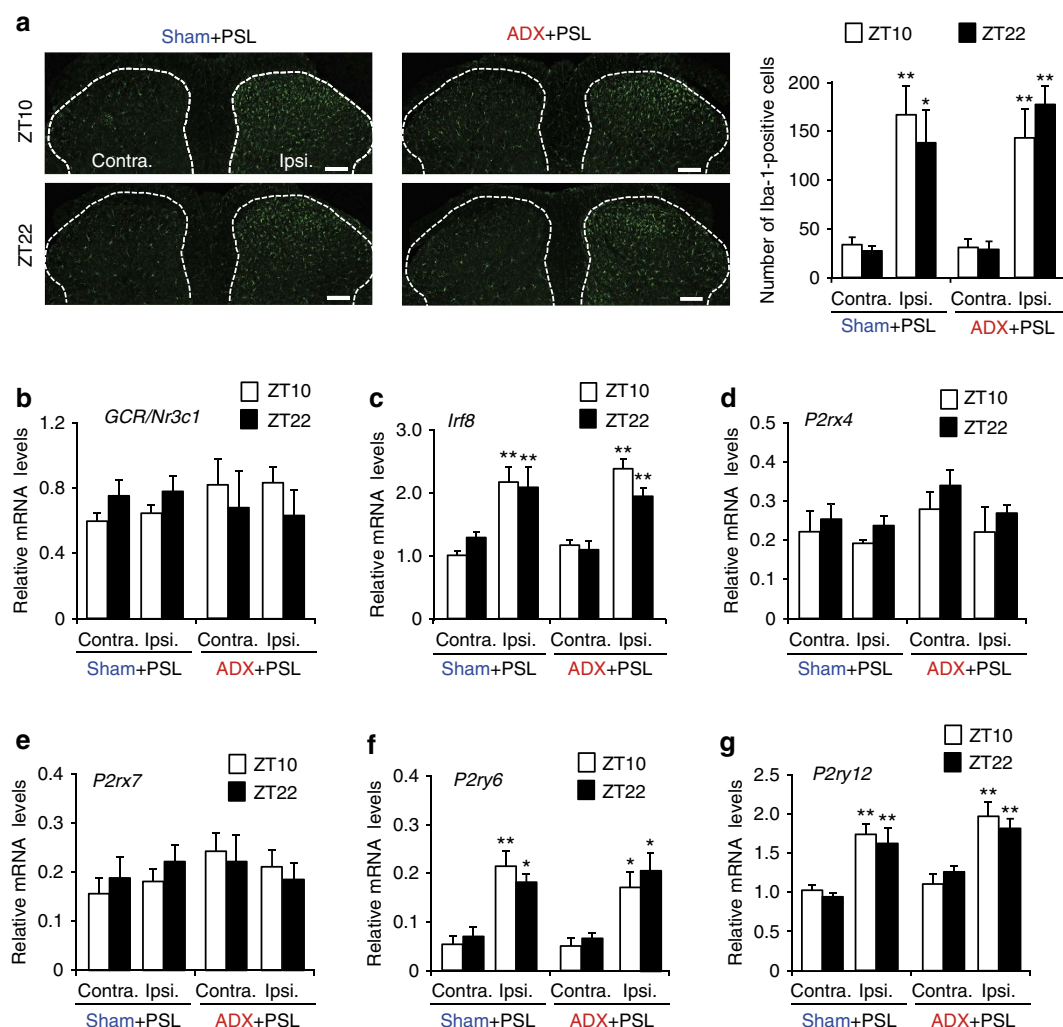 a
Sham+PSL
ADX+PSL
ZT10
ZT22
Contra.
Ipsi.
ZT10
ZT22
Number of Iba-1-positive cells
200
150
100
50
0
**
*
**
**
Contra. Ipsi.
Contra. Ipsi.
Sham+PSL
ADX+PSL
b
GCR/Nr3c1
ZT10
ZT22
Relative mRNA levels
1.2
0.8
0.4
0
Contra. Ipsi.
Contra. Ipsi.
Sham+PSL
ADX+PSL
c
Irf8
ZT10
ZT22
Relative mRNA levels
3.0
2.0
1.0
0
** **
**
**
Contra. Ipsi.
Contra. Ipsi.
Sham+PSL
ADX+PSL
d
P2rx4
ZT10
ZT22
Relative mRNA levels
0.5
0.4
0.3
0.2
0.1
0
Contra. Ipsi.
Contra. Ipsi.
Sham+PSL
ADX+PSL
e
P2rx7
ZT10
ZT22
Relative mRNA levels
0.4
0.3
0.2
0.1
0
Contra. Ipsi.
Contra. Ipsi.
Sham+PSL
ADX+PSL
f
P2ry6
ZT10
ZT22
Relative mRNA levels
0.4
0.3
0.2
0.1
0
**
*
*
*
Contra. Ipsi.
Contra. Ipsi.
Sham+PSL
ADX+PSL
g
P2ry12
ZT10
ZT22
Relative mRNA levels
2.5
2.0
1.5
1.0
0.5
0
**
**
**
**
Contra. Ipsi.
Contra. Ipsi.
Sham+PSL
ADX+PSL